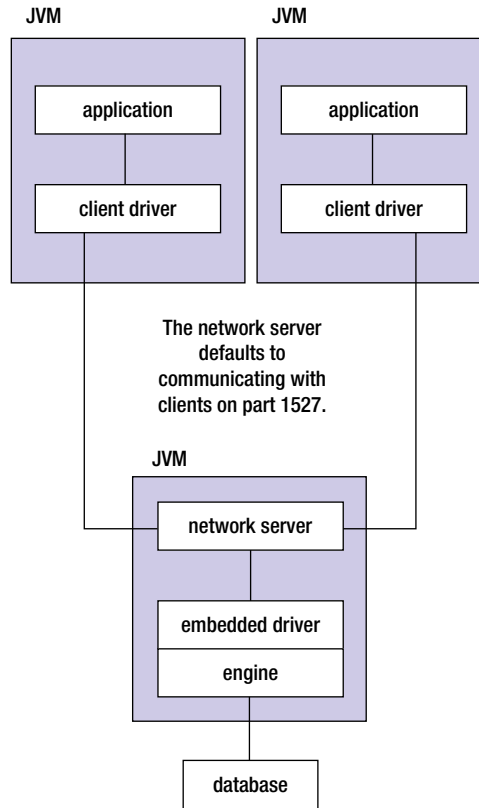 JVM
JVM
application
application
client driver
client driver
The network server
defaults to
communicating with
clients on part 1527.
JVM
network server
embedded driver
engine
database